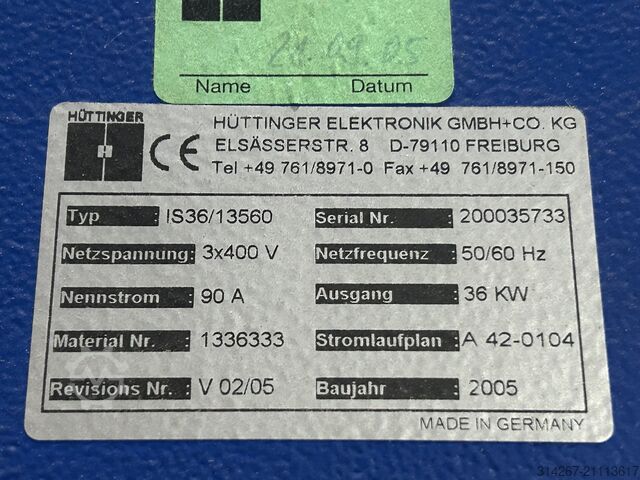 21.09.05
Name Datum
HÜTTINGER
H
CE
HÜTTINGER ELEKTRONIK GMBH+CO. KG
ELSÄSSERSTR. 8 D-79110 FREIBURG
Tel +49 761/8971-0 Fax +49 761/8971-150
Typ : IS36/13560 Serial Nr. : 200035733
Netzspannung: 3x400 V Netzfrequenz : 50/60 Hz
Nennstrom : 90 A Ausgang : 36 KW
Material Nr. : 1336333 Stromlaufplan : A 42-0104
Revisions Nr. : V 02/05 Baujahr : 2005
MADE IN GERMANY
314267-21113617